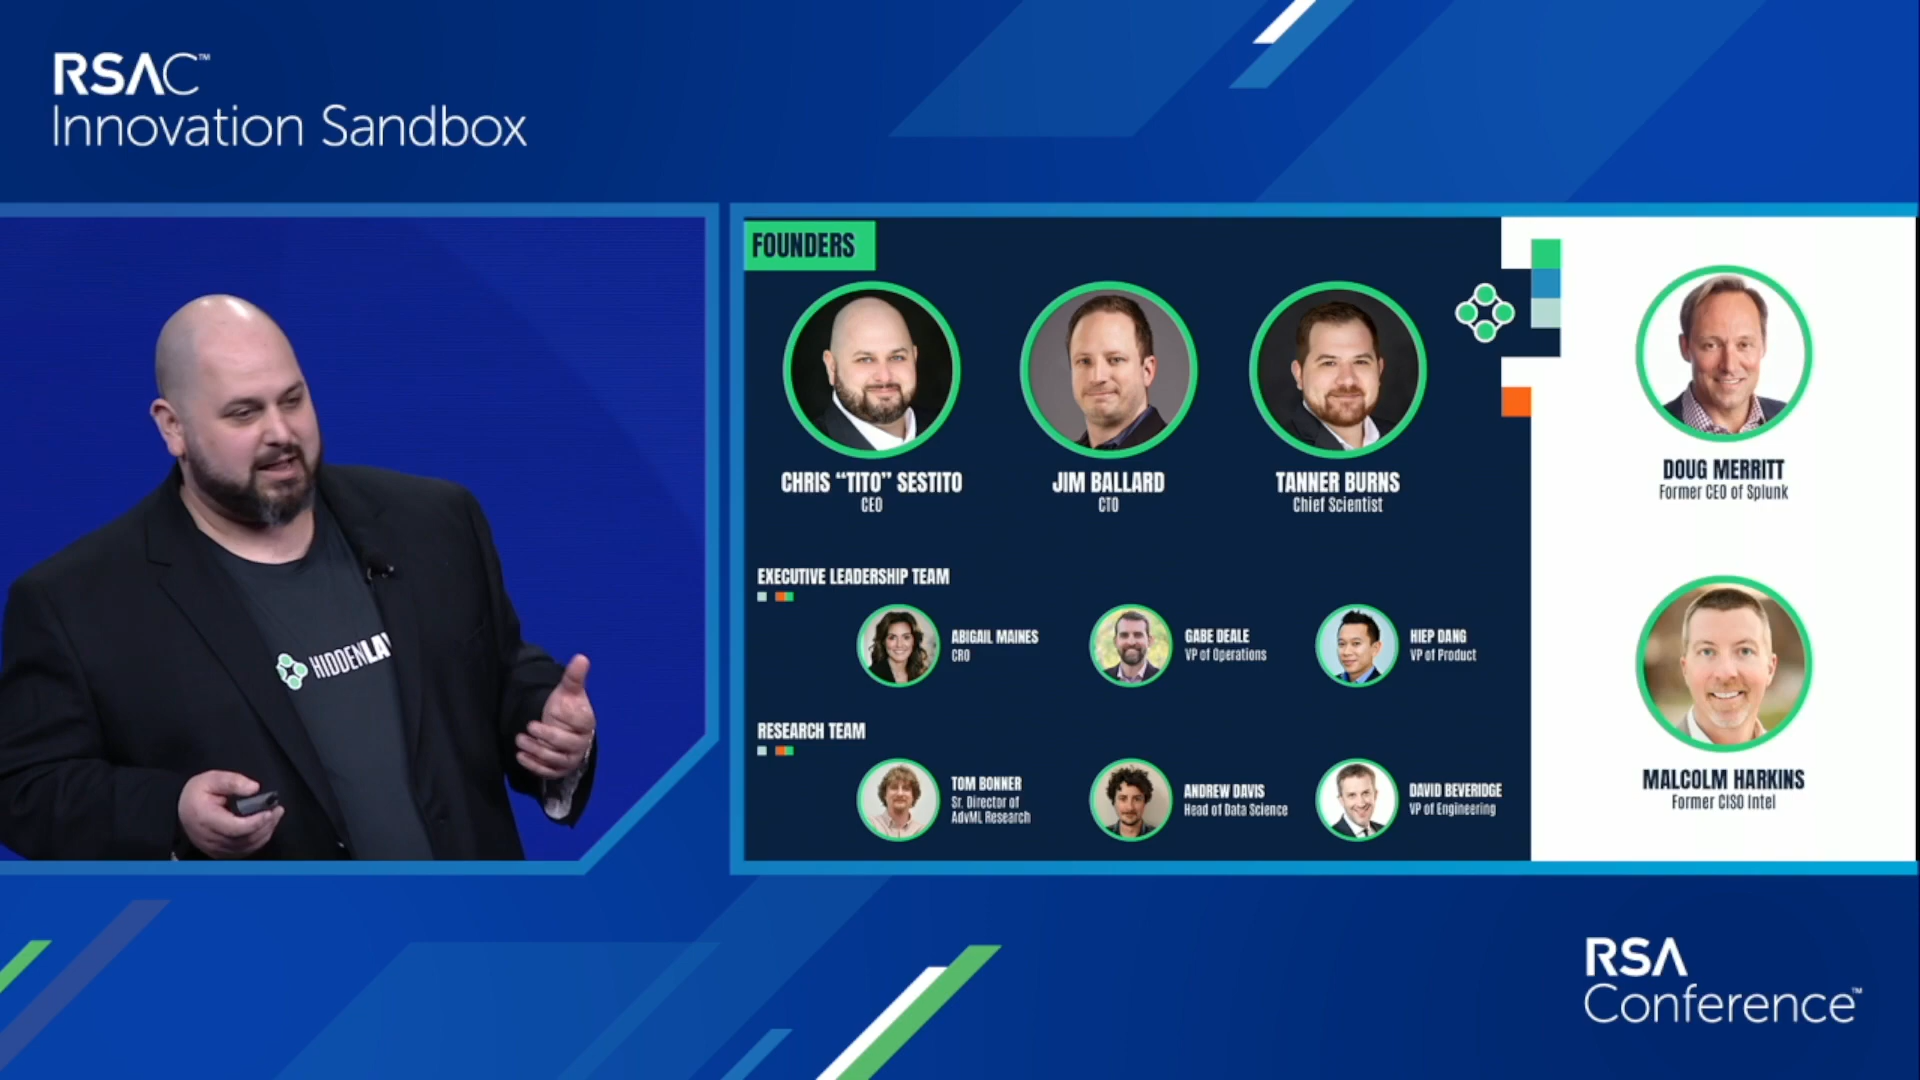 RSAC™
Innovation Sandbox
HIDDENLA
FOUNDERS
CHRIS “TITO” SESTITO
CEO
JIM BALLARD
CTO
TANNER BURNS
Chief Scientist
EXECUTIVE LEADERSHIP TEAM
ABIGAIL MAINES
CRO
GABE DEALE
VP of Operations
HIEP DANG
VP of Product
RESEARCH TEAM
TOM BONNER
Sr. Director of
AdvML Research
ANDREW DAVIS
Head of Data Science
DAVID BEVERIDGE
VP of Engineering
DOUG MERRITT
Former CEO of Splunk
MALCOLM HARKINS
Former CISO Intel
RSA
Conference™